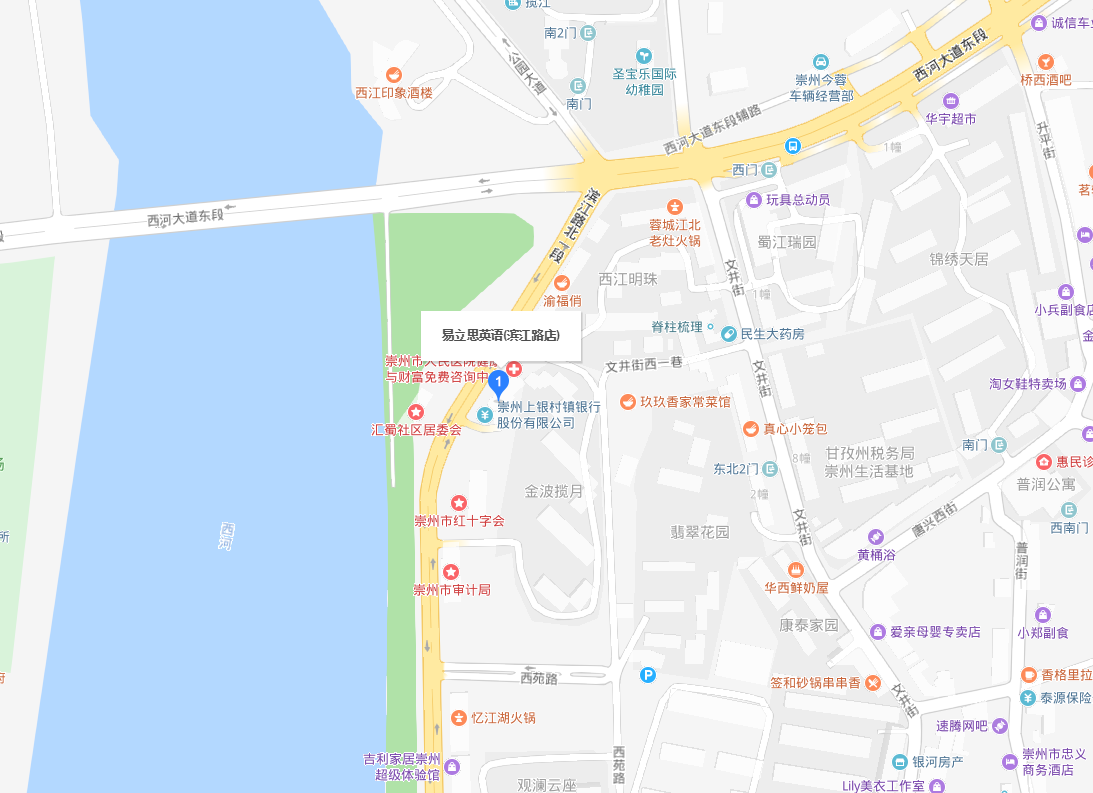 揽江
南2门
公园大道
西江印象酒楼
南门
圣宝乐国际
幼稚园
崇州今蓉
车辆经营部
西河大道东段
诚信车业
桥西酒吧
华宇超市
西河大道东段辅路
1幢
升平街
西门
玩具总动员
西河大道东段
滨江路北一段
蓉城江北
老灶火锅
蜀江瑞园
锦绣天居
西江明珠
文井街
1幢
渝福俏
小兵副食店
易立思英语(滨江路店)
脊柱梳理
民生大药房
崇州市人民医院健康
与财富免费咨询中
文井街西一巷
文井街
淘女鞋特卖场
1
崇州上银村镇银行
股份有限公司
汇蜀社区居委会
玖玖香家常菜馆
真心小笼包
南门
甘孜州税务局
崇州生活基地
8幢
东北2门
惠民诊
普润公寓
金波揽月
2幢
崇州市红十字会
西河
翡翠花园
文井街
唐兴西街
西南门
黄桶浴
普润街
崇州市审计局
华西鲜奶屋
康泰家园
爱亲母婴专卖店
小郑副食
西苑路
签和砂锅串串香
香格里拉
泰源保险
文井街
忆江湖火锅
速腾网吧
吉利家居崇州
超级体验馆
西苑路
银河房产
崇州市忠义
商务酒店
观澜云座
Lily美衣工作室